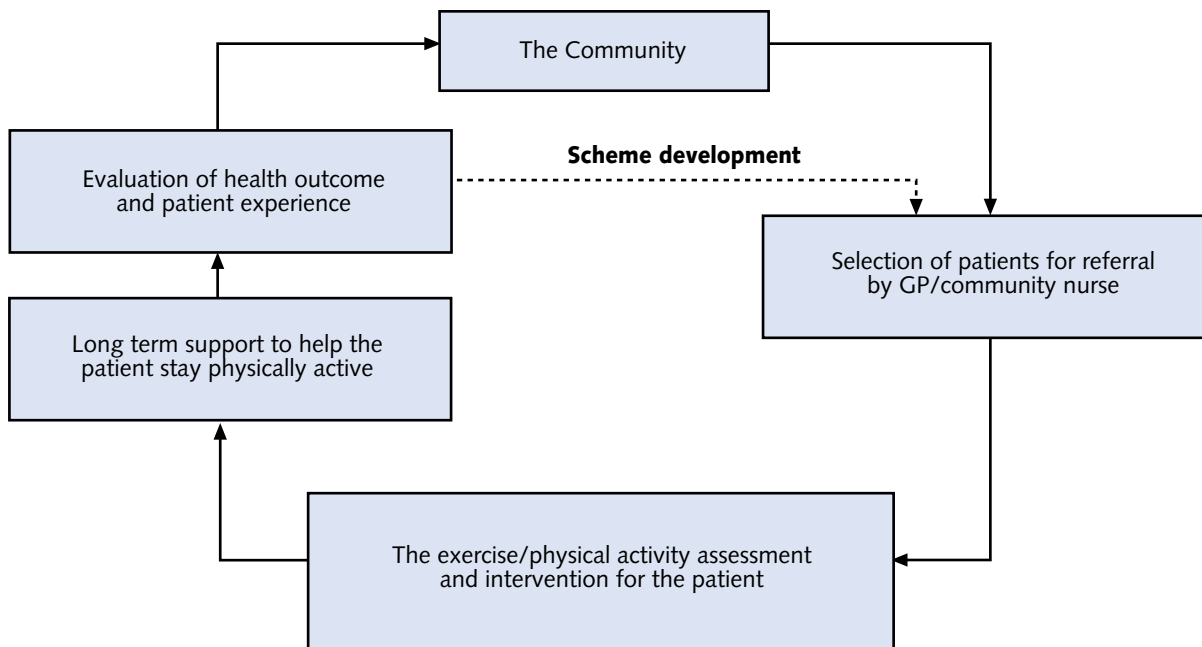 The Community
Evaluation of health outcome
and patient experience
Scheme development
Selection of patients for referral
by GP/community nurse
Long term support to help the
patient stay physically active
The exercise/physical activity assessment
and intervention for the patient